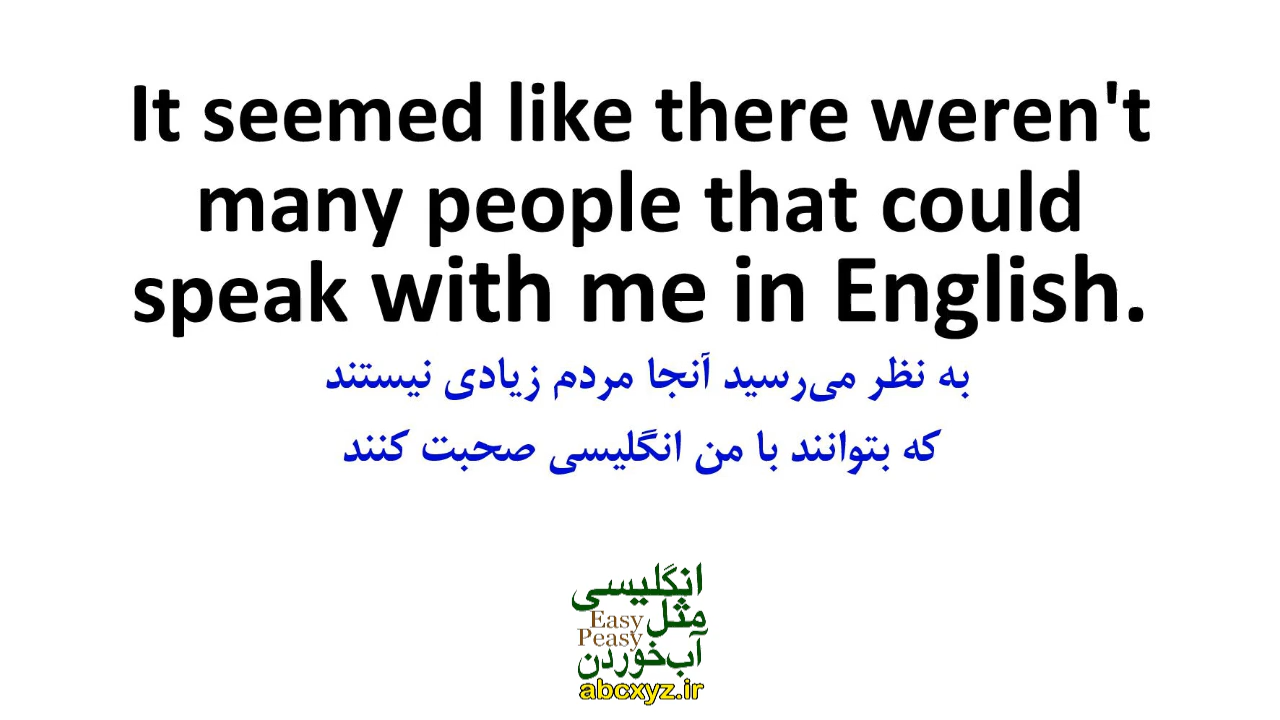 It seemed like there weren't
many people that could
speak with me in English.
به نظر می‌رسید آنجا مردم زیادی نیستند
که بتوانند با من انگلیسی صحبت کنند
انگلیسی
مثل
Easy
Peasy
آب‌خوردن
abcxyz.ir